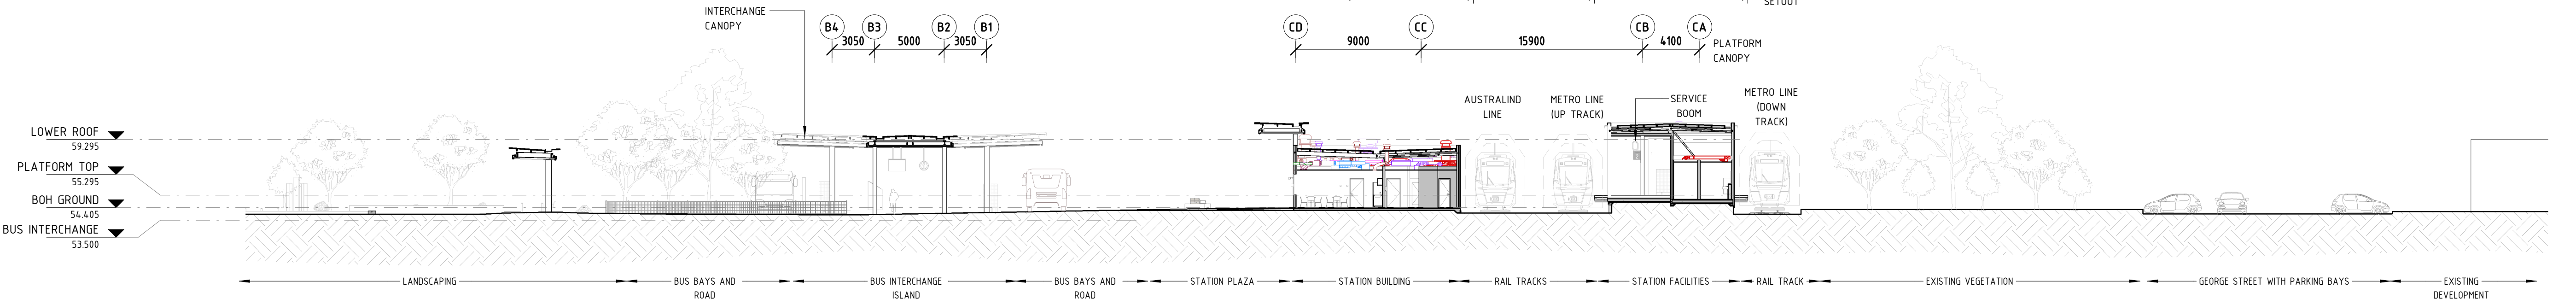 SETOUT
INTERCHANGE
CANOPY
B4
B3
B2
B1
CD
CC
CB
CA
3050
5000
3050
9000
15900
4100
PLATFORM
CANOPY
AUSTRALIND
LINE
METRO LINE
(UP TRACK)
SERVICE
BOOM
METRO LINE
(DOWN
TRACK)
LOWER ROOF
59.295
PLATFORM TOP
55.295
BOH GROUND
54.405
BUS INTERCHANGE
53.500
LANDSCAPING
BUS BAYS AND
ROAD
BUS INTERCHANGE
ISLAND
BUS BAYS AND
ROAD
STATION PLAZA
STATION BUILDING
RAIL TRACKS
STATION FACILITIES
RAIL TRACK
EXISTING VEGETATION
GEORGE STREET WITH PARKING BAYS
EXISTING
DEVELOPMENT